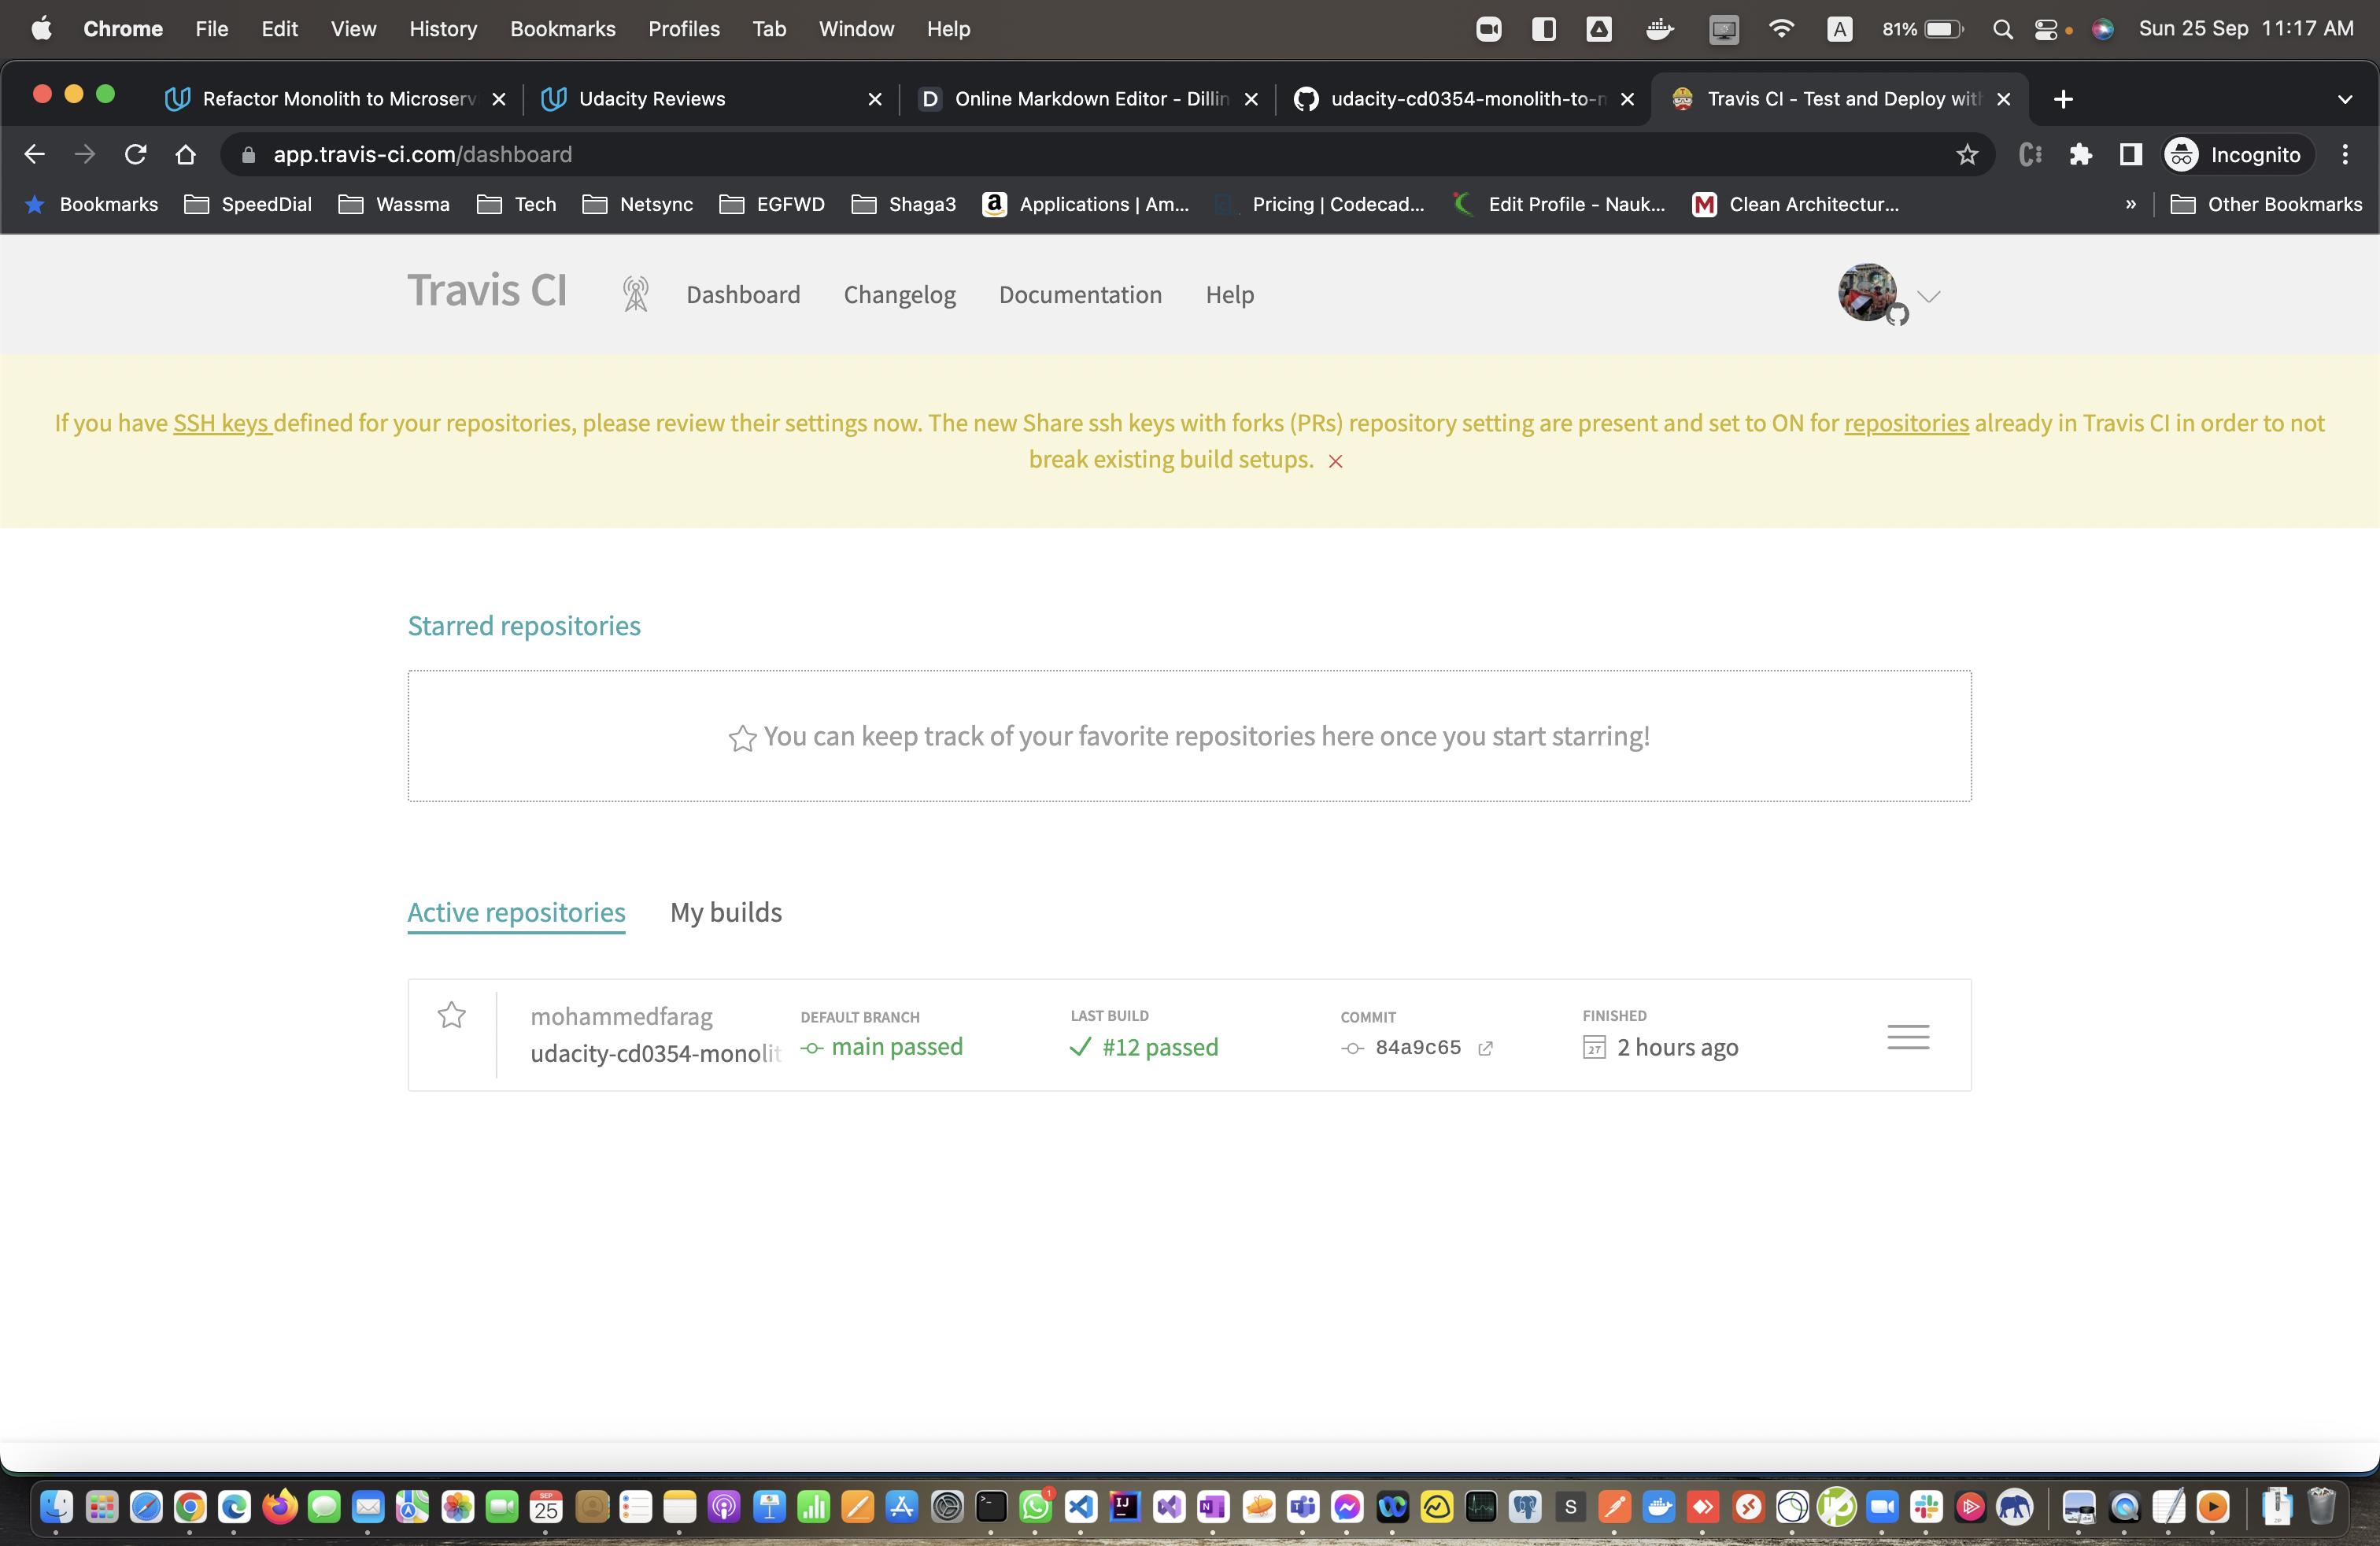 Chrome File Edit View History Bookmarks Profiles Tab Window Help A 81% Sun 25 Sep 11:17 AM
Refactor Monolith to Microserv Udacity Reviews D Online Markdown Editor - Dillin udacity-cd0354-monolith-to-m Travis CI - Test and Deploy with
app.travis-ci.com/dashboard Incognito
Bookmarks SpeedDial Wassma Tech Netsync EGFWD Shaga3 a Applications | Am... Pricing | Codecad... Edit Profile - Nauk... M Clean Architectur... » Other Bookmarks
Travis CI Dashboard Changelog Documentation Help
If you have SSH keys defined for your repositories, please review their settings now. The new Share ssh keys with forks (PRs) repository setting are present and set to ON for repositories already in Travis CI in order to not
break existing build setups.
Starred repositories
You can keep track of your favorite repositories here once you start starring!
Active repositories My builds
mohammedfarag DEFAULT BRANCH LAST BUILD COMMIT FINISHED
udacity-cd0354-monolit main passed #12 passed 84a9c65 27 2 hours ago
SEP
25 1 IJ N T S